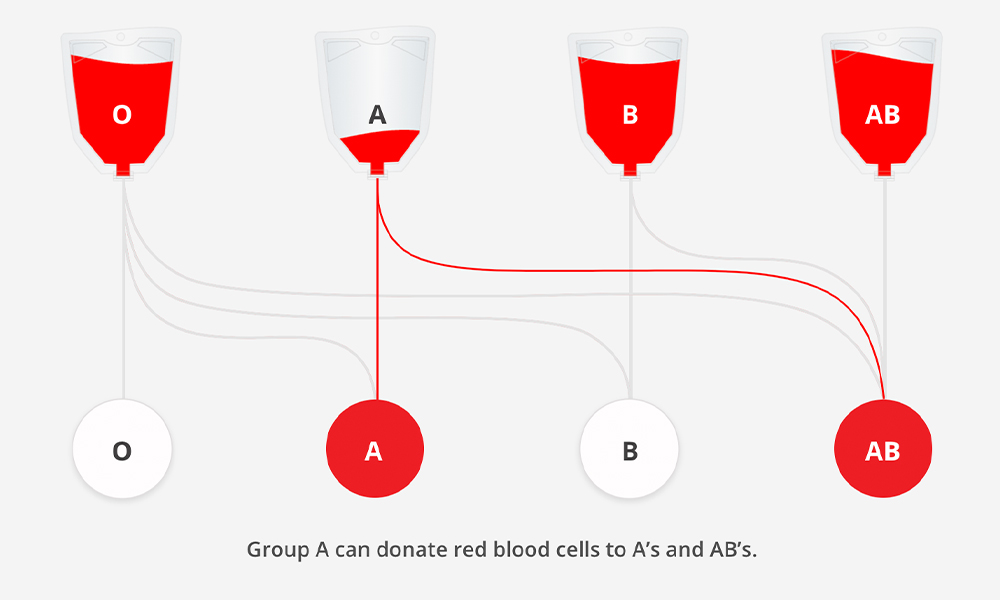 O
A
B
AB
O
A
B
AB
Group A can donate red blood cells to A’s and AB’s.